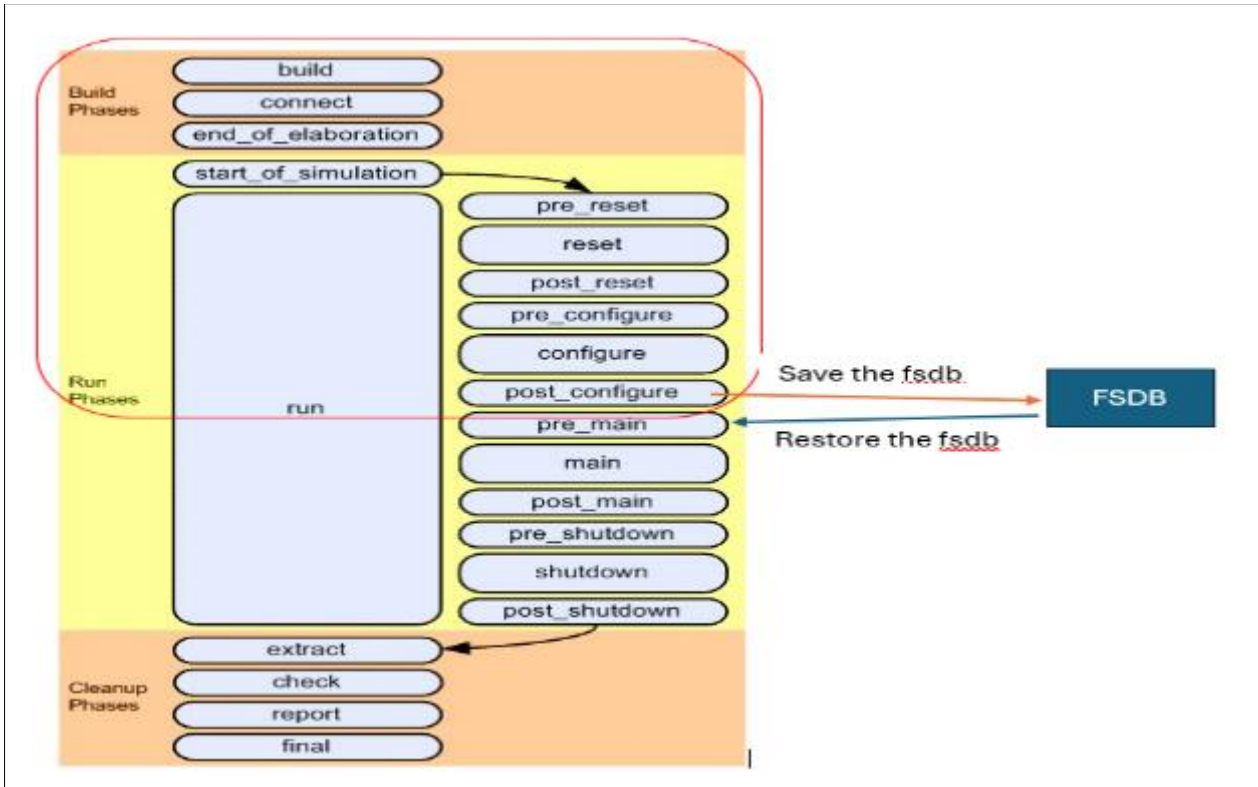 Build
Phases
build
connect
end_of_elaboration
start_of_simulation
Run
Phases
run
pre_reset
reset
post_reset
pre_configure
configure
post_configure
pre_main
main
post_main
pre_shutdown
shutdown
post_shutdown
Save the fsdb
Restore the fsdb
FSDB
Cleanup
Phases
extract
check
report
final